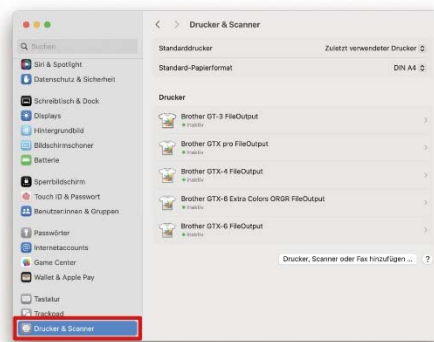 Drucker & Scanner
Suchen
Siri & Spotlight
Datenschutz & Sicherheit
Schreibtisch & Dock
Displays
Hintergrundbild
Bildschirmschoner
Batterie
Sperrbildschirm
Touch ID & Passwort
Benutzer:innen & Gruppen
Passwörter
Internetaccounts
Game Center
Wallet & Apple Pay
Tastatur
Trackpad
Drucker & Scanner
Standarddrucker Zuletzt verwendeter Drucker
Standard-Papierformat DIN A4
Drucker
Brother GT-3 FileOutput
Inaktiv
Brother GTX pro FileOutput
Inaktiv
Brother GTX-4 FileOutput
Inaktiv
Brother GTX-6 Extra Colors ORGR FileOutput
Inaktiv
Brother GTX-6 FileOutput
Inaktiv
Drucker, Scanner oder Fax hinzufügen ... ?